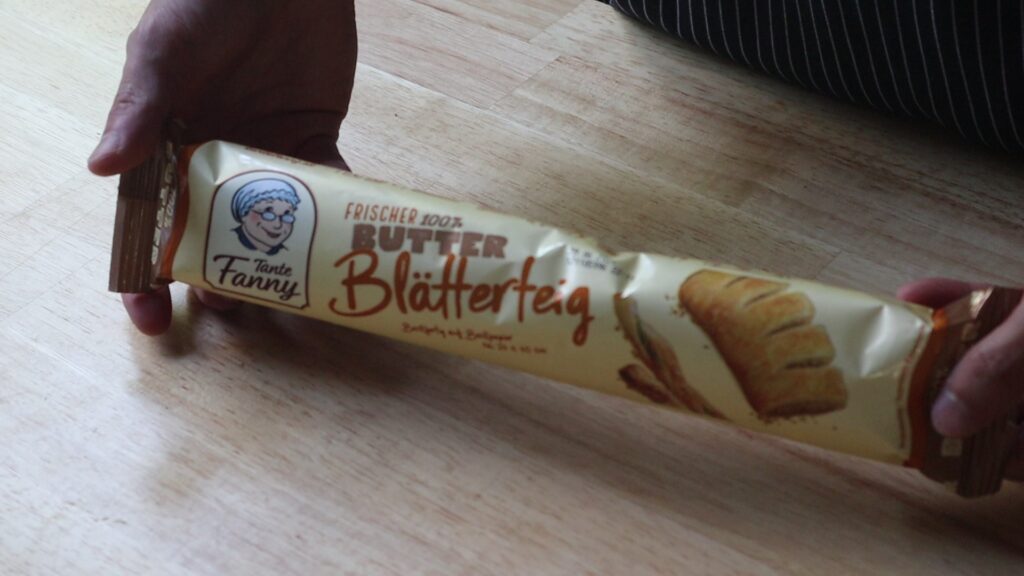 Tante
Fanny
FRISCHER 100%
BUTTER
Blätterteig